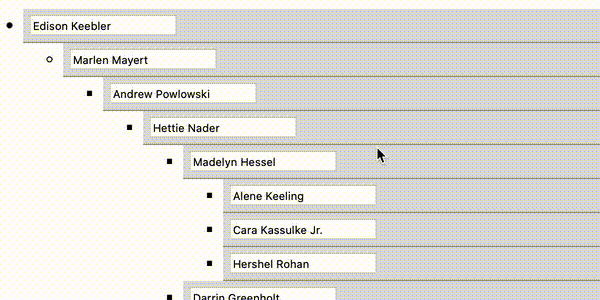 Edison Keebler
Marlen Mayert
Andrew Powlowski
Hettie Nader
Madelyn Hessel
Alene Keeling
Cara Kassulke Jr.
Hershel Rohan
Darrin Greenholt